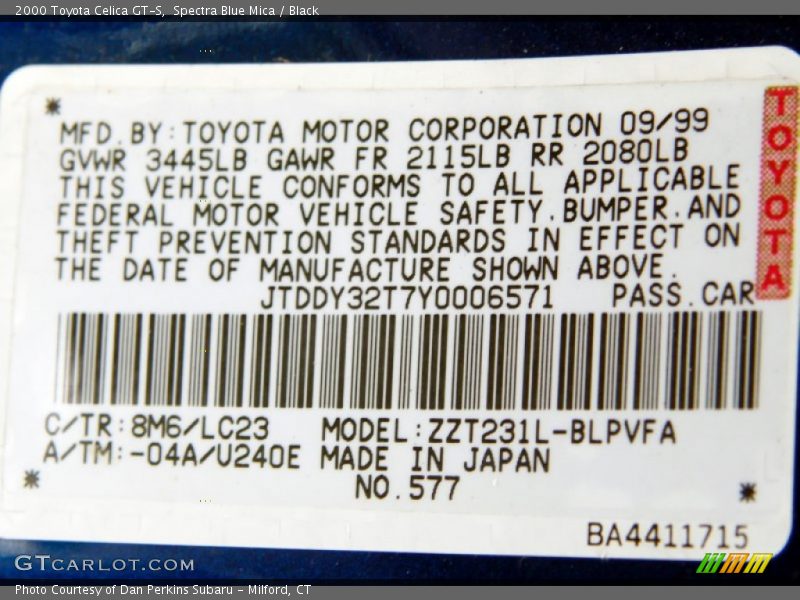 2000 Toyota Celica GT-S, Spectra Blue Mica / Black
MFD.BY:TOYOTA MOTOR CORPORATION 09/99
GVWR 3445LB GAWR FR 2115LB RR 2080LB
THIS VEHICLE CONFORMS TO ALL APPLICABLE
FEDERAL MOTOR VEHICLE SAFETY.BUMPER.AND
THEFT PREVENTION STANDARDS IN EFFECT ON
THE DATE OF MANUFACTURE SHOWN ABOVE.
JTDDY32T7Y0006571 PASS.CAR
TOYOTA
C/TR:8M6/LC23 MODEL:ZZT231L-BLPVFA
A/TM:-04A/U240E MADE IN JAPAN
NO.577
BA4411715
GTCARLOT.COM
Photo Courtesy of Dan Perkins Subaru - Milford, CT